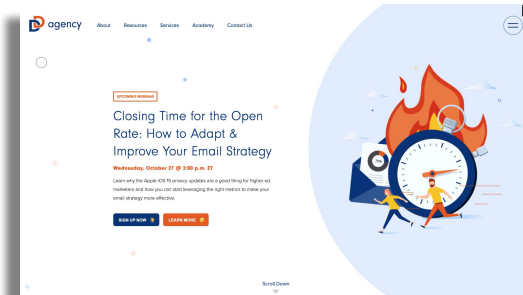 agency
About Resources Services Academy Contact Us
UPCOMING WEBINAR
Closing Time for the Open
Rate: How to Adapt &
Improve Your Email Strategy
Wednesday, October 27 @ 2:00 p.m. ET
Learn why the Apple iOS 15 privacy updates are a good thing for higher ed
marketers and how you can start leveraging the right metrics to make your
email strategy more effective.
SIGN UP NOW LEARN MORE
Scroll Down